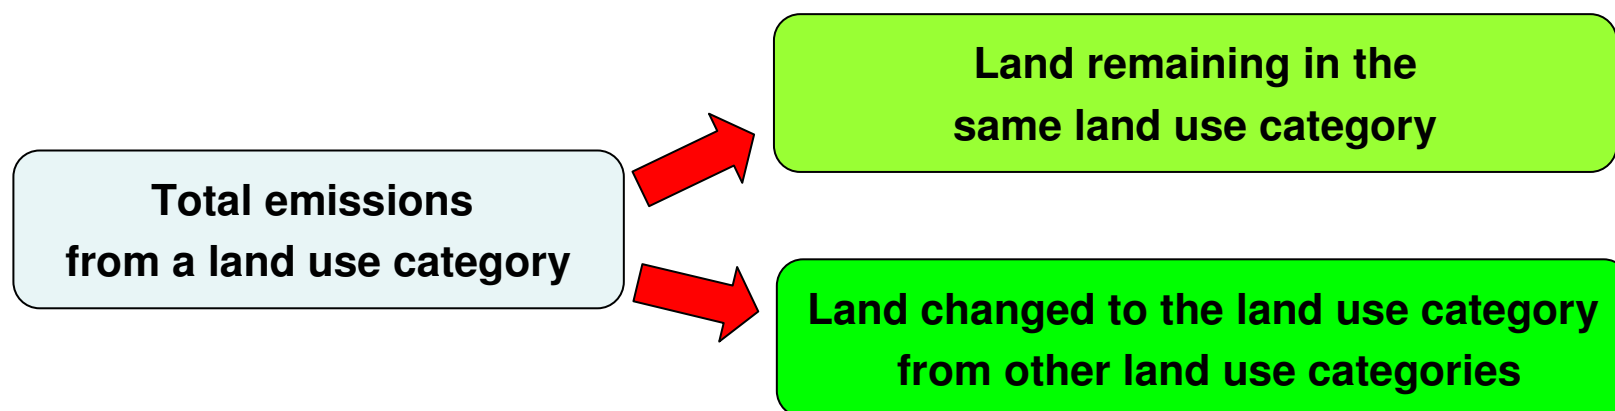 Total emissions
from a land use category
Land remaining in the
same land use category
Land changed to the land use category
from other land use categories